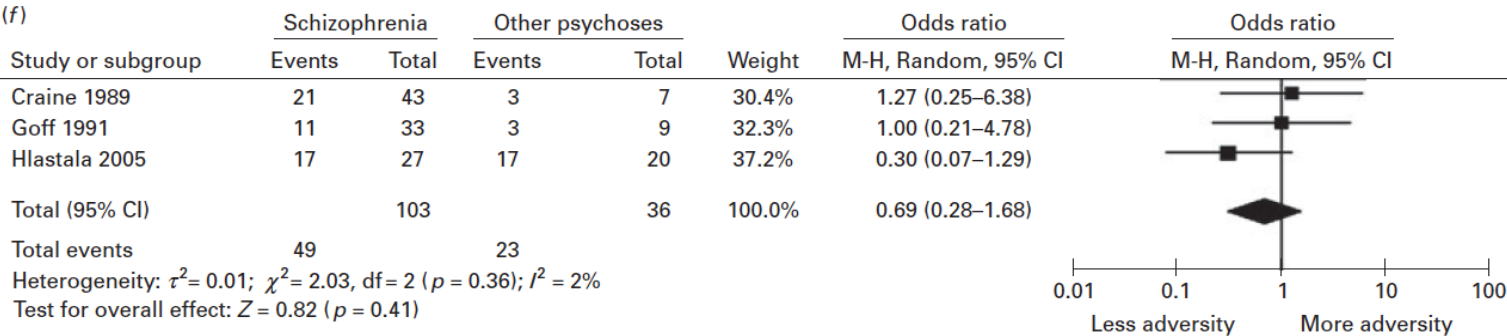 (f)
Schizophrenia Other psychoses Odds ratio Odds ratio
Study or subgroup Events Total Events Total Weight M-H, Random, 95% CI M-H, Random, 95% CI
Craine 1989 21 43 3 7 30.4% 1.27 (0.25–6.38)
Goff 1991 11 33 3 9 32.3% 1.00 (0.21–4.78)
Hlastala 2005 17 27 17 20 37.2% 0.30 (0.07–1.29)
Total (95% CI) 103 36 100.0% 0.69 (0.28–1.68)
Total events 49 23
Heterogeneity: τ²= 0.01; χ²= 2.03, df= 2 (p = 0.36); I² = 2%
Test for overall effect: Z = 0.82 (p = 0.41)
0.01 0.1 1 10 100
Less adversity More adversity